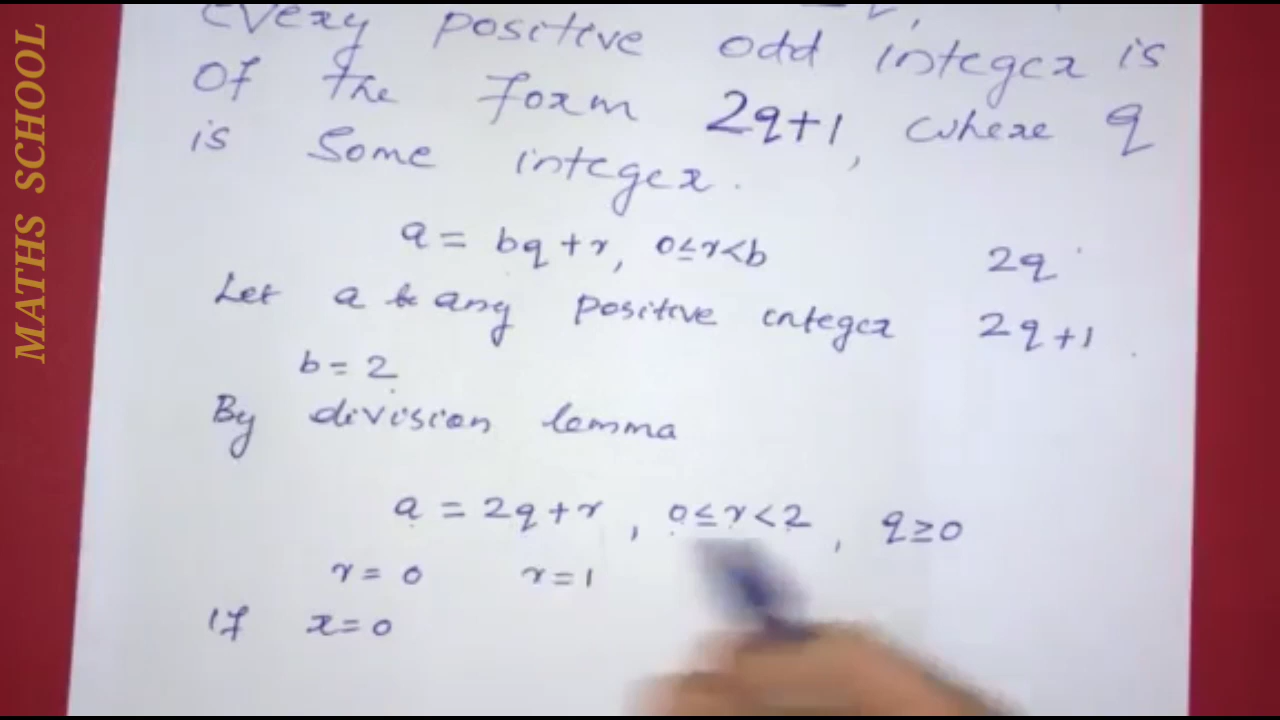 every positive odd integer is
of the form 2q+1, where q
is some integer.
a = bq + r, 0≤r<b
2q
Let a be any positive integer
2q+1
b = 2
By division lemma
a = 2q+r, 0≤r<2, q≥0
r = 0 r=1
If r=0
MATHS SCHOOL